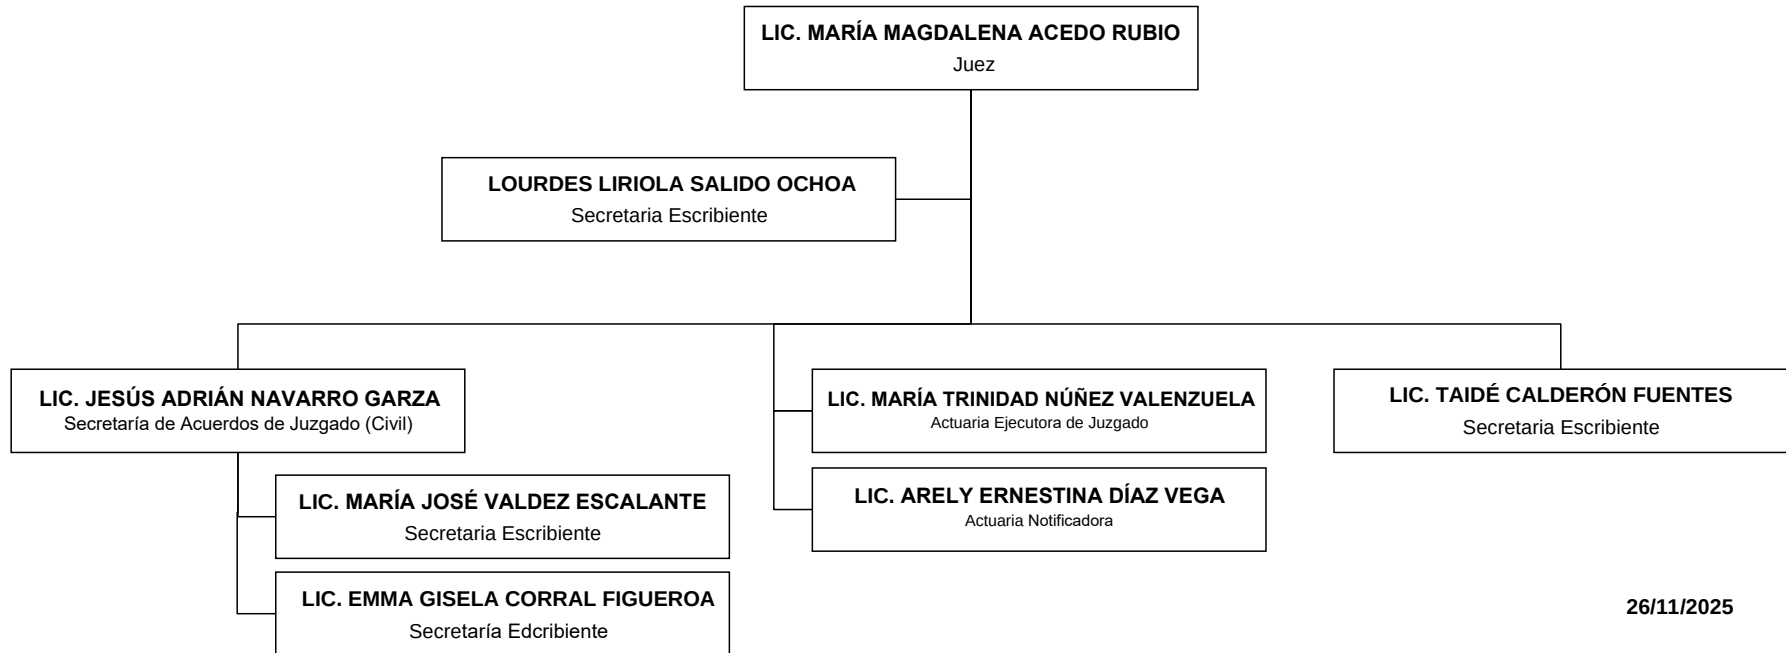 LIC. MARÍA MAGDALENA ACEDO RUBIO
Juez
LOURDES LIRIOLA SALIDO OCHOA
Secretaria Escribiente
LIC. JESÚS ADRIÁN NAVARRO GARZA
Secretaría de Acuerdos de Juzgado (Civil)
LIC. MARÍA JOSÉ VALDEZ ESCALANTE
Secretaria Escribiente
LIC. EMMA GISELA CORRAL FIGUEROA
Secretaría Edcribiente
LIC. MARÍA TRINIDAD NÚÑEZ VALENZUELA
Actuaria Ejecutora de Juzgado
LIC. ARELY ERNESTINA DÍAZ VEGA
Actuaria Notificadora
LIC. TAIDÉ CALDERÓN FUENTES
Secretaria Escribiente
26/11/2025